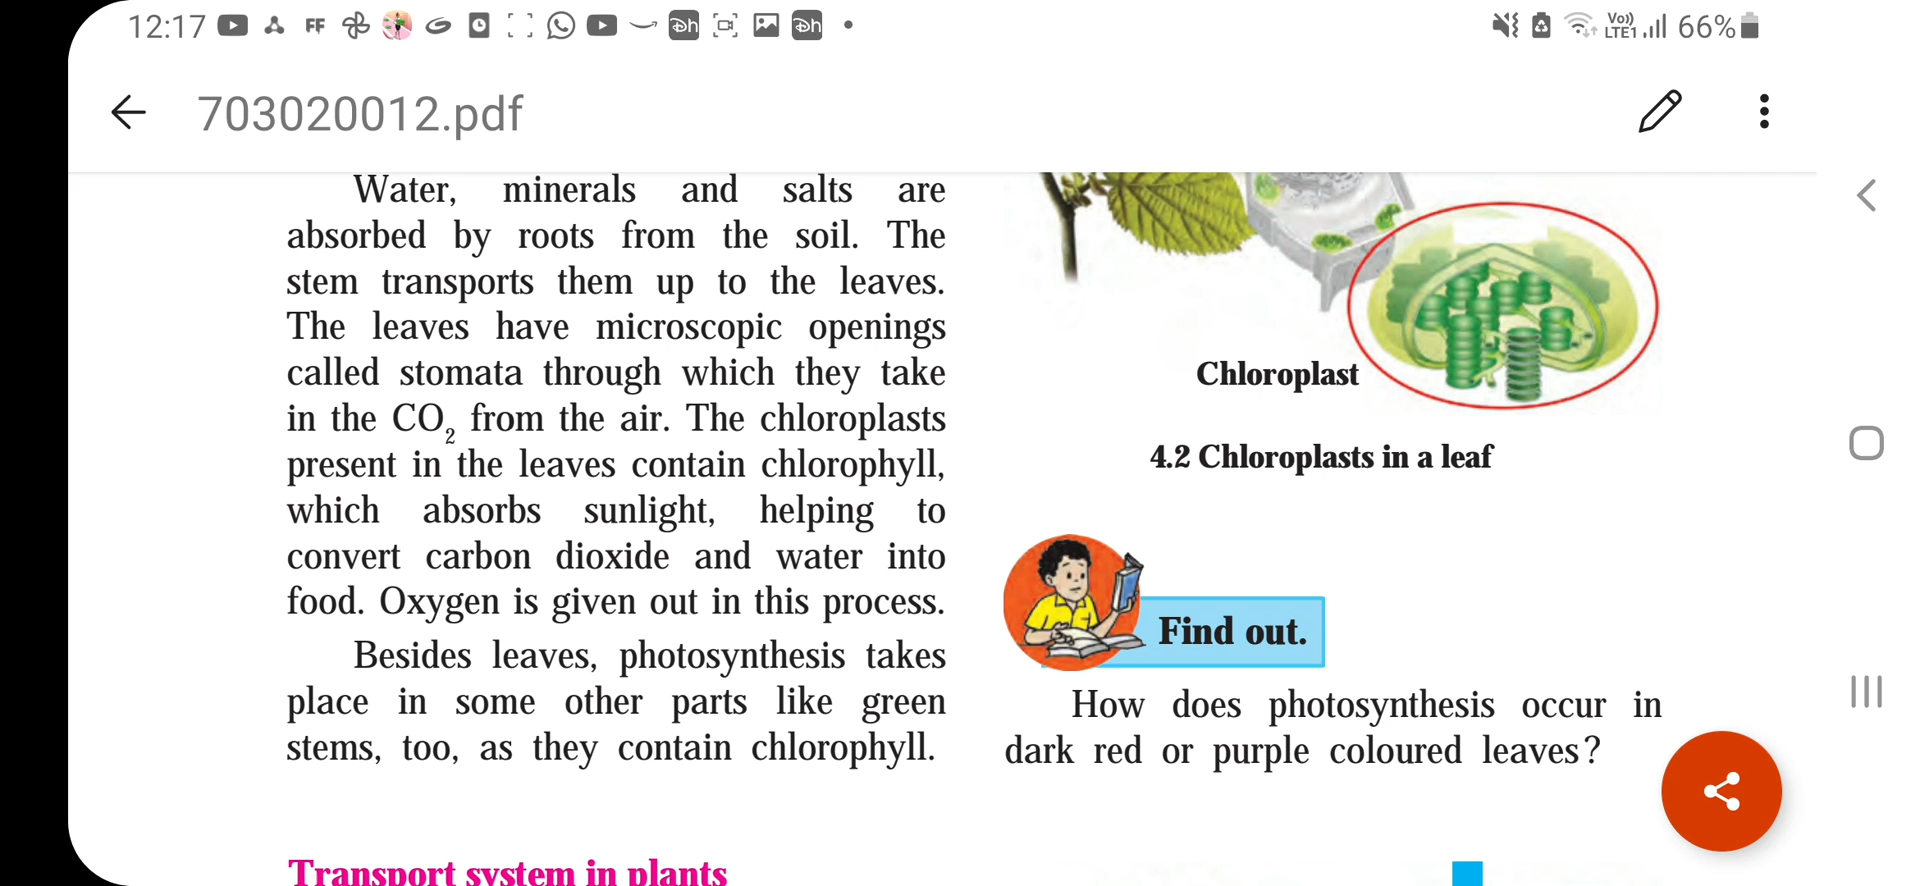 12:17
FF
Dh
Dh
Vo))
LTE1
66%
703020012.pdf
Water, minerals and salts are
absorbed by roots from the soil. The
stem transports them up to the leaves.
The leaves have microscopic openings
called stomata through which they take
in the CO₂ from the air. The chloroplasts
present in the leaves contain chlorophyll,
which absorbs sunlight, helping to
convert carbon dioxide and water into
food. Oxygen is given out in this process.
Besides leaves, photosynthesis takes
place in some other parts like green
stems, too, as they contain chlorophyll.
Transport system in plants
Chloroplast
4.2 Chloroplasts in a leaf
Find out.
How does photosynthesis occur in
dark red or purple coloured leaves?